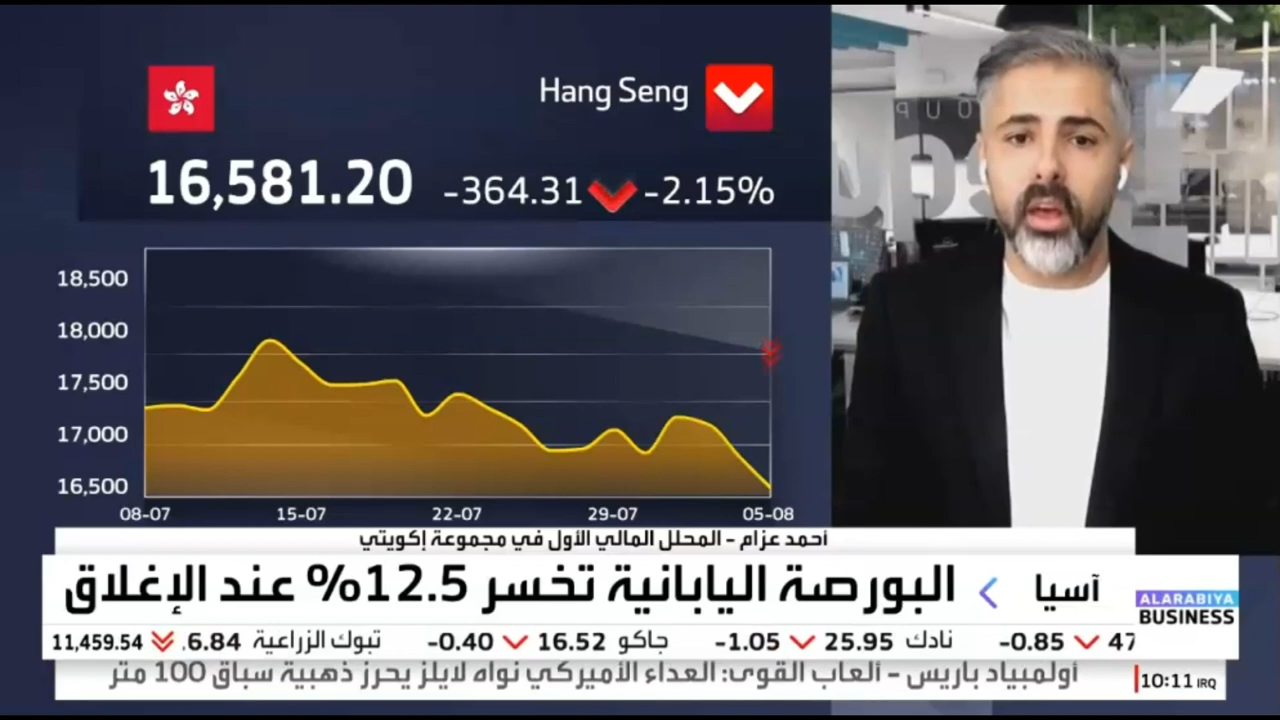 Hang Seng
16,581.20 -364.31 -2.15%
18,500
18,000
17,500
17,000
16,500
08-07 15-07 22-07 29-07 05-08
أحمد عزام - المحلل المالي الأول في مجموعة إكويتي
آسيا
البورصة اليابانية تخسر 12.5% عند الإغلاق
ALARABIYA
BUSINESS
47 -0.85 نادك 25.95 -1.05 جاكو 16.52 -0.40 تبوك الزراعية 6.84 11,459.54
أولمبياد باريس - ألعاب القوى: العداء الأميركي نواه لايلز يحرز ذهبية سباق 100 متر
10:11 IRQ